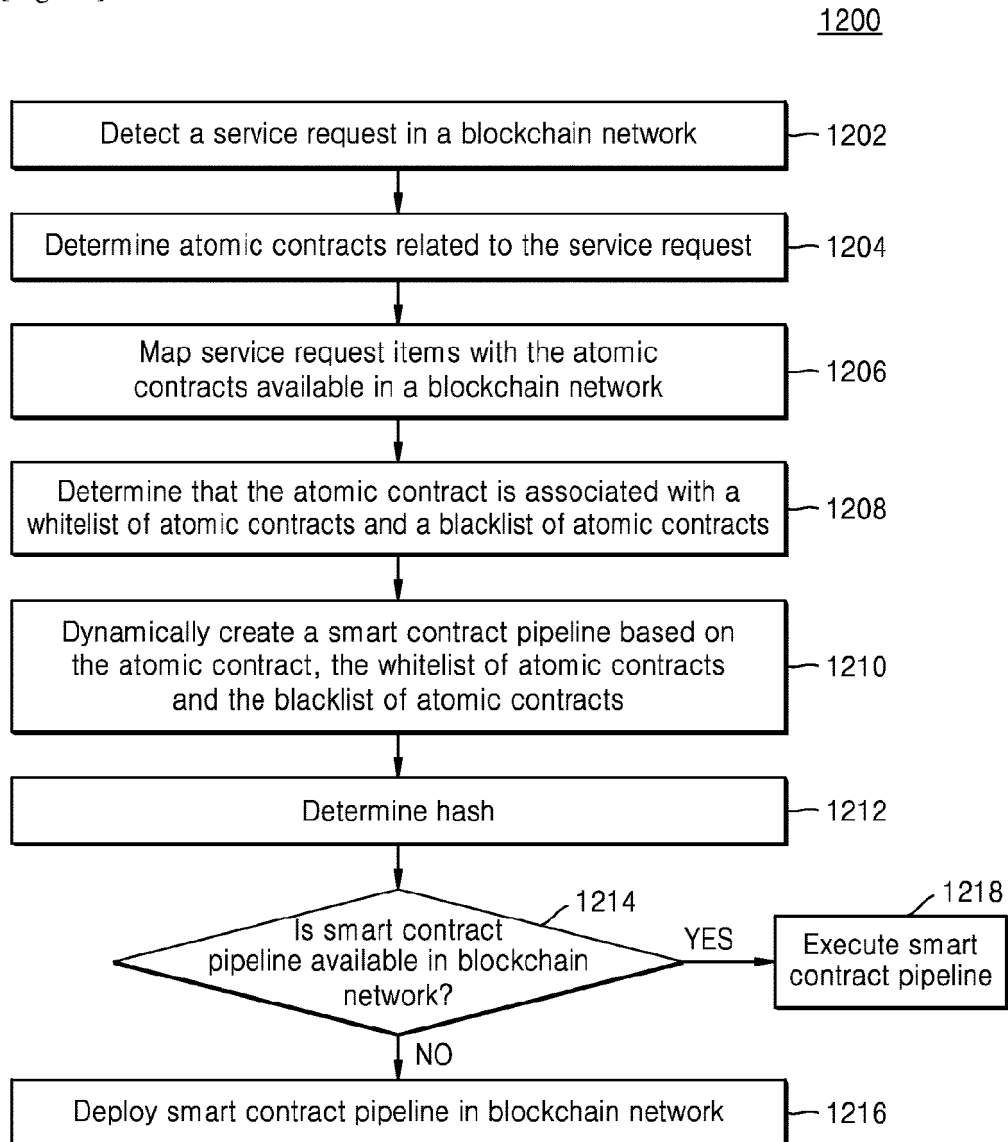 1200
Detect a service request in a blockchain network
1202
Determine atomic contracts related to the service request
1204
Map service request items with the atomic
contracts available in a blockchain network
1206
Determine that the atomic contract is associated with a
whitelist of atomic contracts and a blacklist of atomic contracts
1208
Dynamically create a smart contract pipeline based on
the atomic contract, the whitelist of atomic contracts
and the blacklist of atomic contracts
1210
Determine hash
1212
1214
Is smart contract
pipeline available in blockchain
network?
YES
1218
Execute smart
contract pipeline
NO
Deploy smart contract pipeline in blockchain network
1216